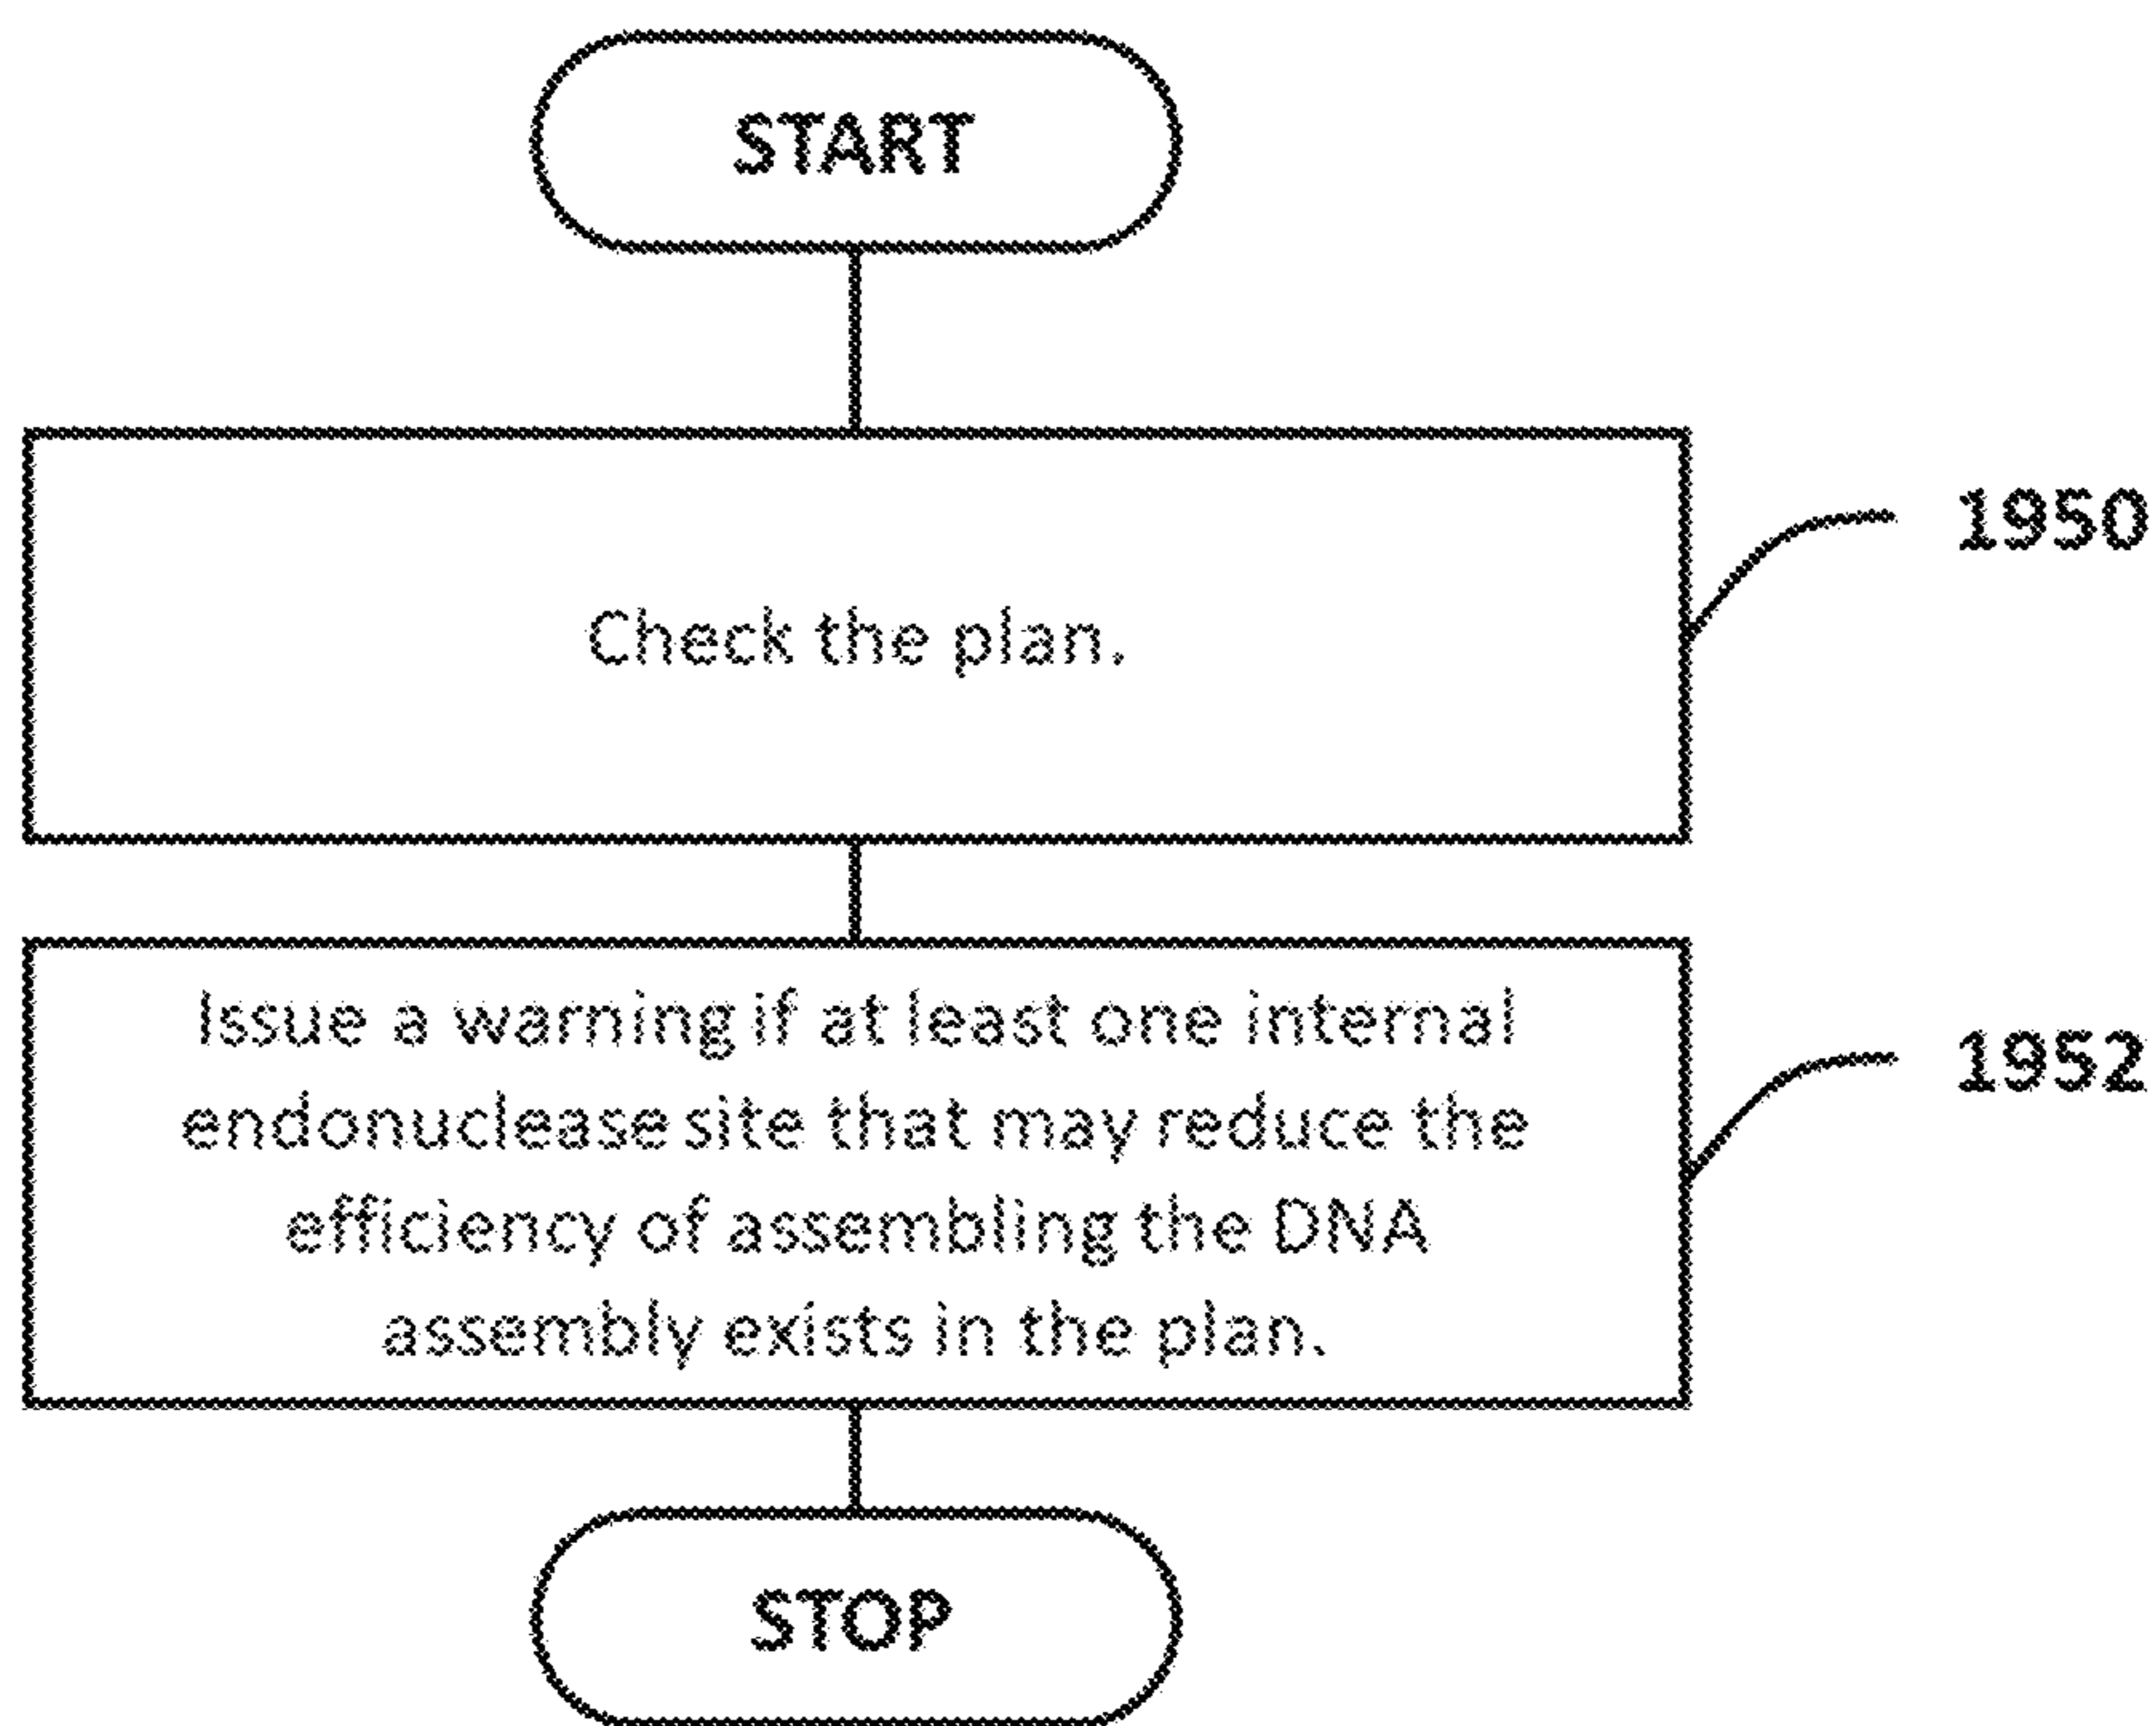 START
1950
Check the plan.
Issue a warning if at least one internal
1952
endonuclease site that may reduce the
efficiency of assembling the DNA
assembly exists in the plan.
STOP